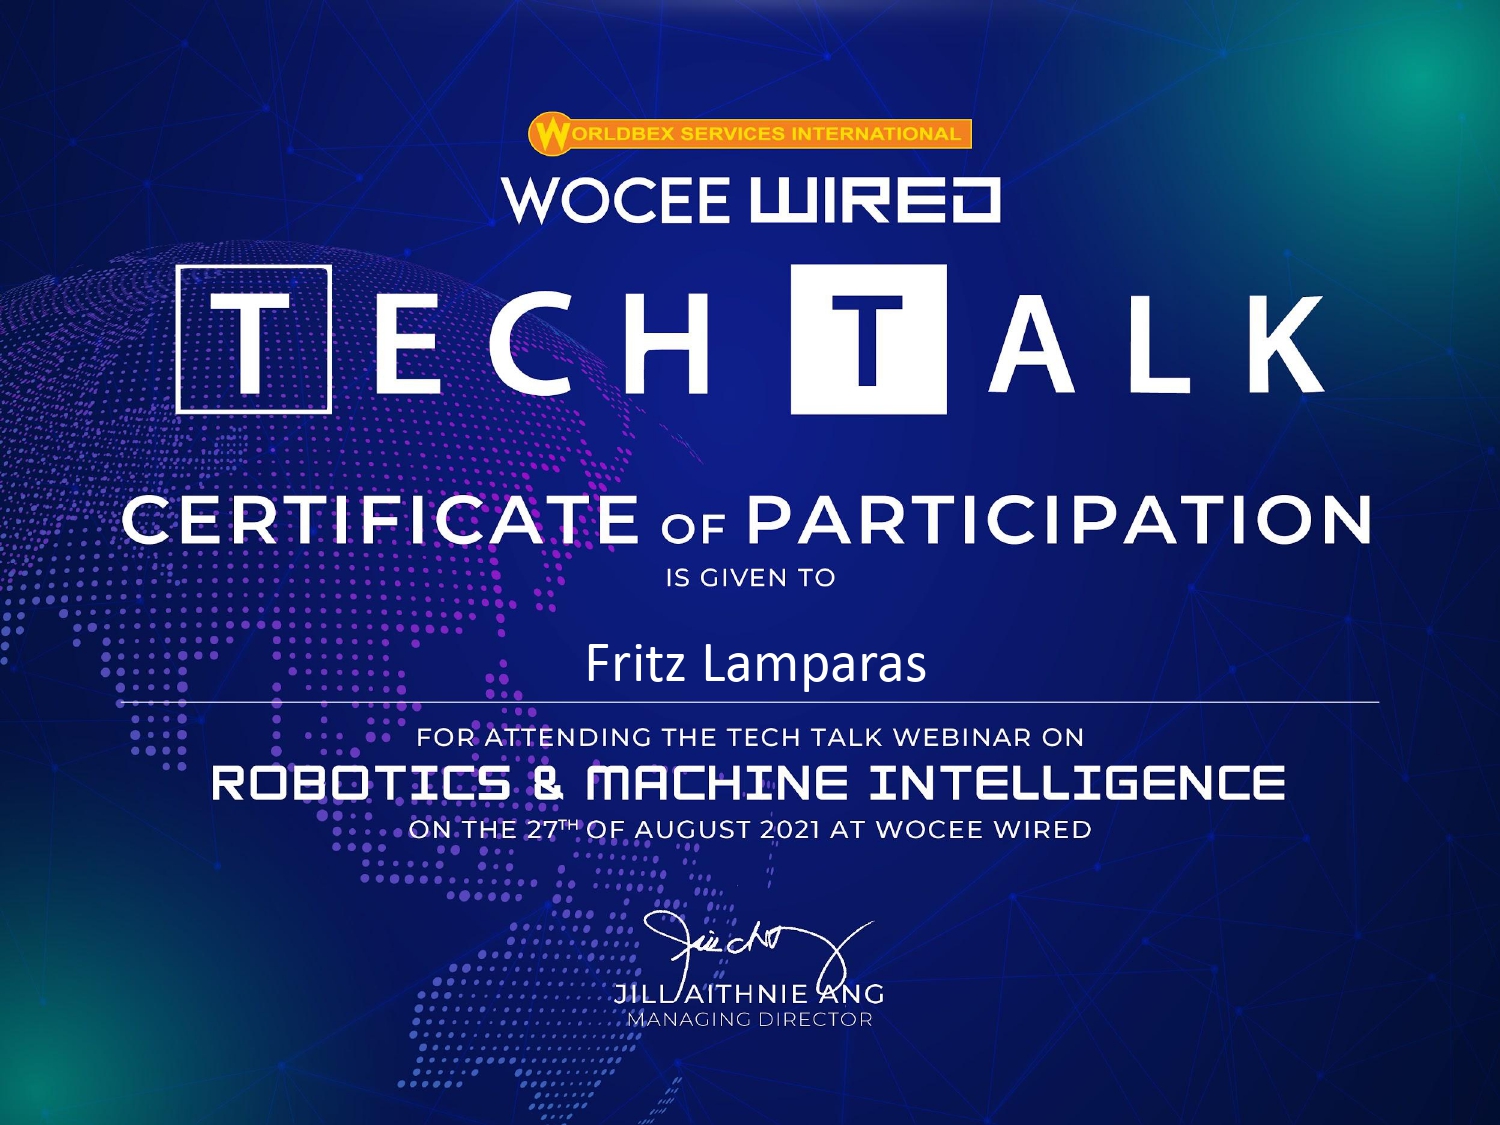 WORLDBEX SERVICES INTERNATIONAL
WOCEE WIRED
TECH TALK
CERTIFICATE OF PARTICIPATION
IS GIVEN TO
Fritz Lamparas
FOR ATTENDING THE TECH TALK WEBINAR ON
ROBOTICS & MACHINE INTELLIGENCE
ON THE 27TH OF AUGUST 2021 AT WOCEE WIRED
JILL AITHNIE ANG
MANAGING DIRECTOR